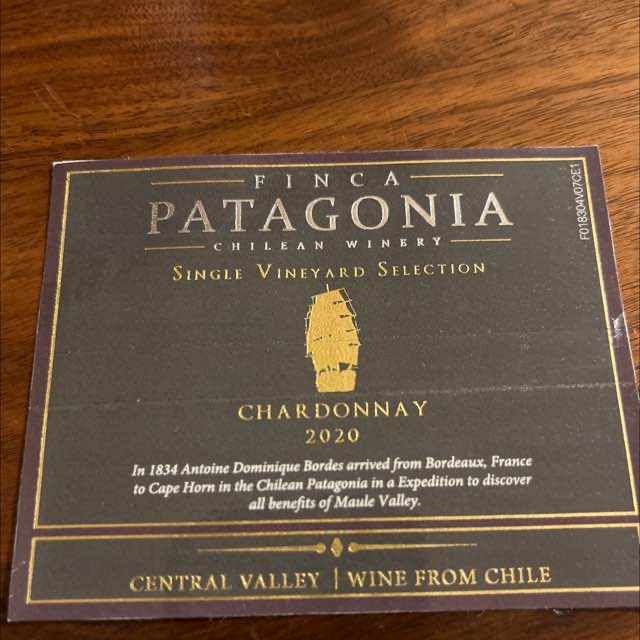 FINCA
PATAGONIA
CHILEAN WINERY
SINGLE VINEYARD SELECTION
CHARDONNAY
2020
In 1834 Antoine Dominique Bordes arrived from Bordeaux, France
to Cape Horn in the Chilean Patagonia in a Expedition to discover
all benefits of Maule Valley.
CENTRAL VALLEY | WINE FROM CHILE
F018304V07CE1